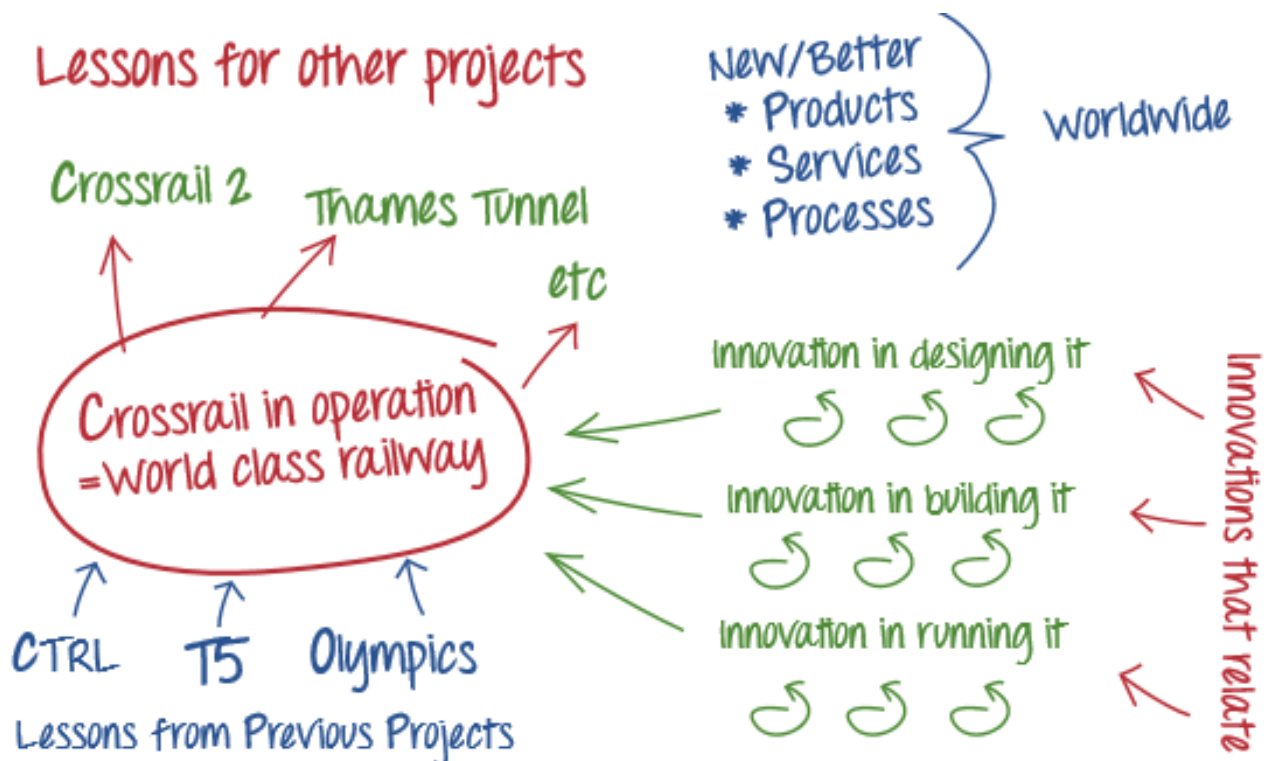 Lessons for other projects
Crossrail 2
Thames Tunnel
etc
Crossrail in operation
=World class railway
CTRL
T5
Olympics
Lessons from Previous Projects
New/Better
* Products
* Services
* Processes
Worldwide
Innovation in designing it
Innovation in building it
Innovation in running it
Innovations that relate